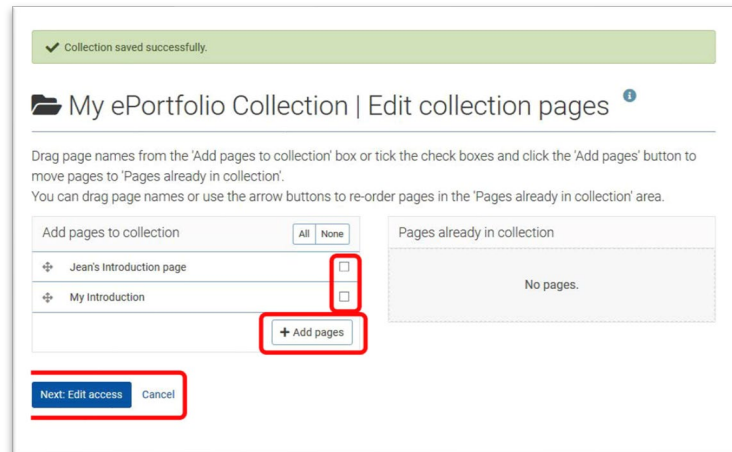 Collection saved successfully.
My ePortfolio Collection | Edit collection pages
Drag page names from the 'Add pages to collection' box or tick the check boxes and click the 'Add pages' button to
move pages to 'Pages already in collection'.
You can drag page names or use the arrow buttons to re-order pages in the 'Pages already in collection' area.
Add pages to collection All None
Jean's Introduction page
My Introduction
+ Add pages
Pages already in collection
No pages.
Next: Edit access Cancel